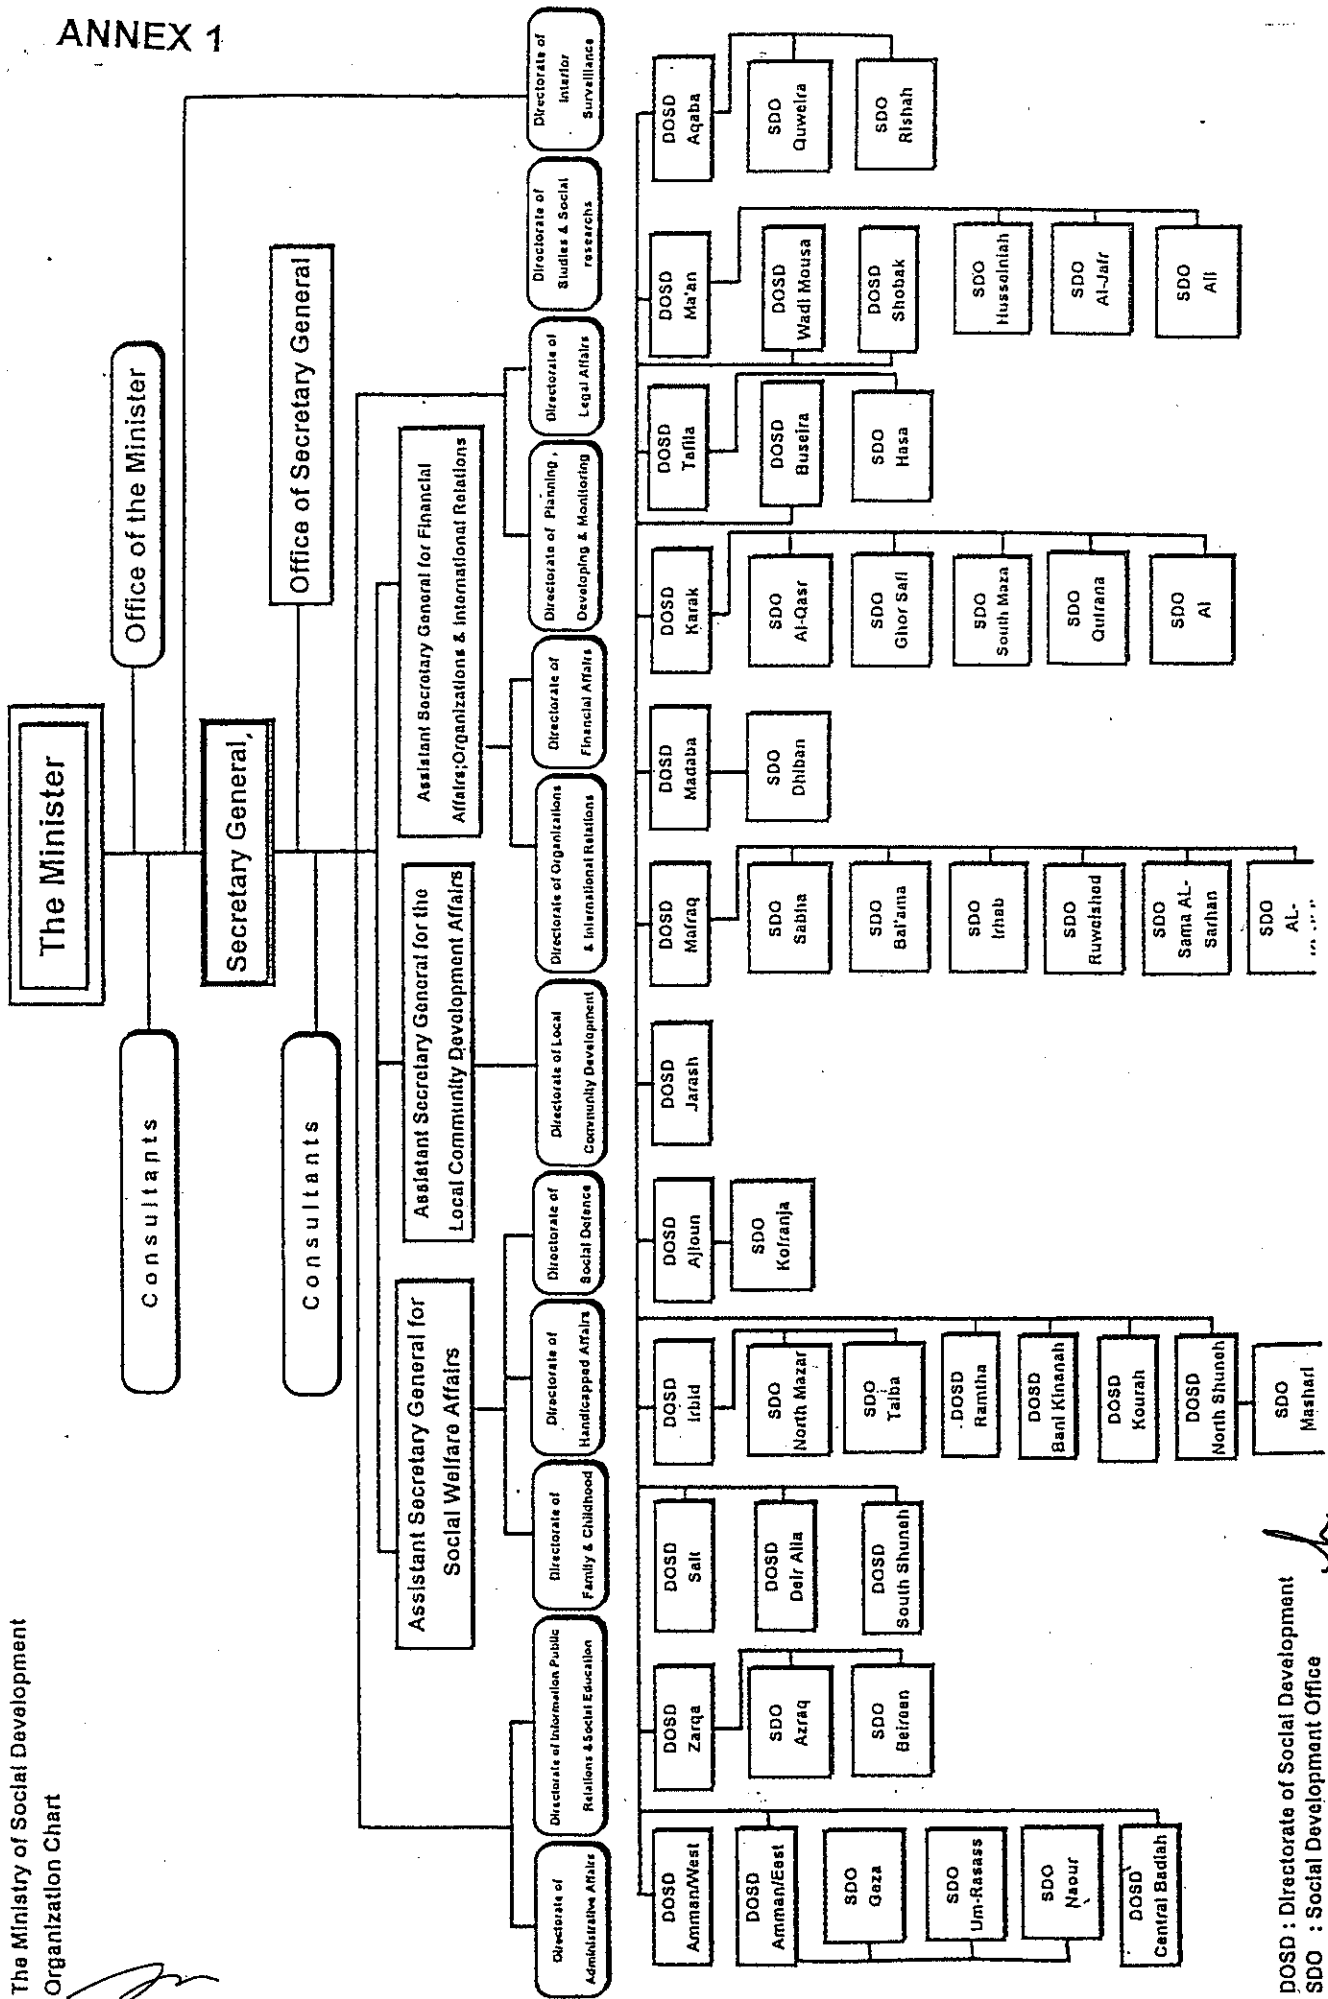 ANNEX 1
The Ministry of Social Development
Organization Chart
The Minister
Office of the Minister
Consultants
Secretary General,
Office of Secretary General
Consultants
Assistant Secretary General for
Social Welfare Affairs
Assistant Secretary General for the
Local Community Development Affairs
Assistant Secretary General for Financial
Affairs;Organizations & International Relations
Directorate of
Administrative Affairs
Directorate of Information Public
Relations &Social Education
Directorate of
Family & Childhood
Directorate of
Handicapped Affairs
Directorate of
Social Defence
Directorate of Local
Community Development
Directorate of Organizations
& International Relations
Directorate of
Financial Affairs
Directorate of Planning,
Developing & Monitoring
Directorate of
Legal Affairs
Directorate of
Studies & Social
researchs
Directorate of
Interior
Surveillance
DOSD
Amman/West
DOSD
Amman/East
SDO
Gaza
SDO
Um-Rasass
SDO
Naour
DOSD
Central Badiah
DOSD
Zarqa
SDO
Azraq
SDO
Beireen
DOSD
Salt
DOSD
Deir Alla
DOSD
South Shuneh
DOSD
Irbid
SDO
North Mazar
SDO
Taiba
DOSD
Ramtha
DOSD
Bani Kinanah
DOSD
Kourah
DOSD
North Shuneh
SDO
Mashari
DOSD
Ajloun
SDO
Kofranja
DOSD
Jarash
DOSD
Mafraq
SDO
Sabha
SDO
Bal'ama
SDO
Irhab
SDO
Ruweished
SDO
Sama AL-
Sarhan
SDO
AL-
DOSD
Madaba
SDO
Dhiban
DOSD
Karak
SDO
Al-Qasr
SDO
Ghor Safi
SDO
South Maza
SDO
Qutrana
SDO
Al
DOSD
Tafila
DOSD
Buseira
SDO
Hasa
DOSD
Ma'an
DOSD
Wadi Mousa
DOSD
Shobak
SDO
Hussoiniah
SDO
Al-Jafr
SDO
All
DOSD
Aqaba
SDO
Quweira
SDO
Rishah
DOSD : Directorate of Social Development
SDO : Social Development Office